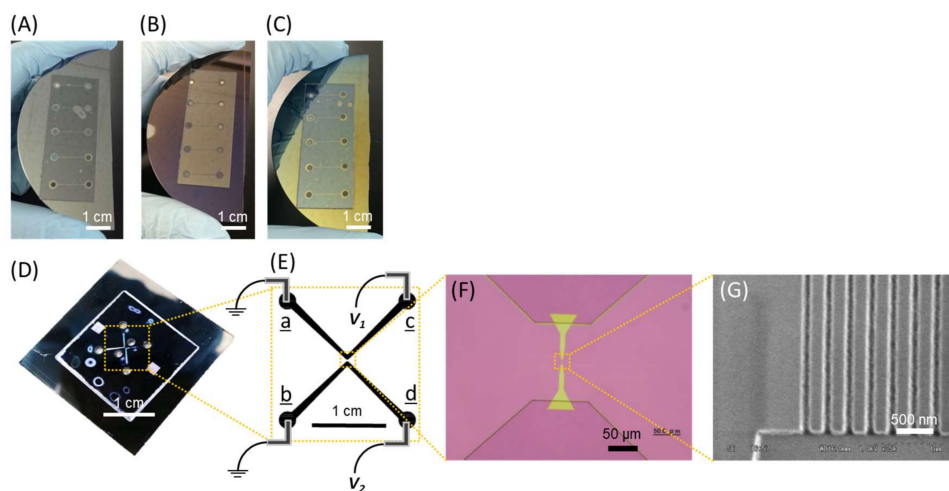 (A)
(B)
(C)
1 cm
1 cm
1 cm
(D)
(E)
(F)
(G)
a
V1
c
b
d
1 cm
1 cm
V2
50 µm
500 nm